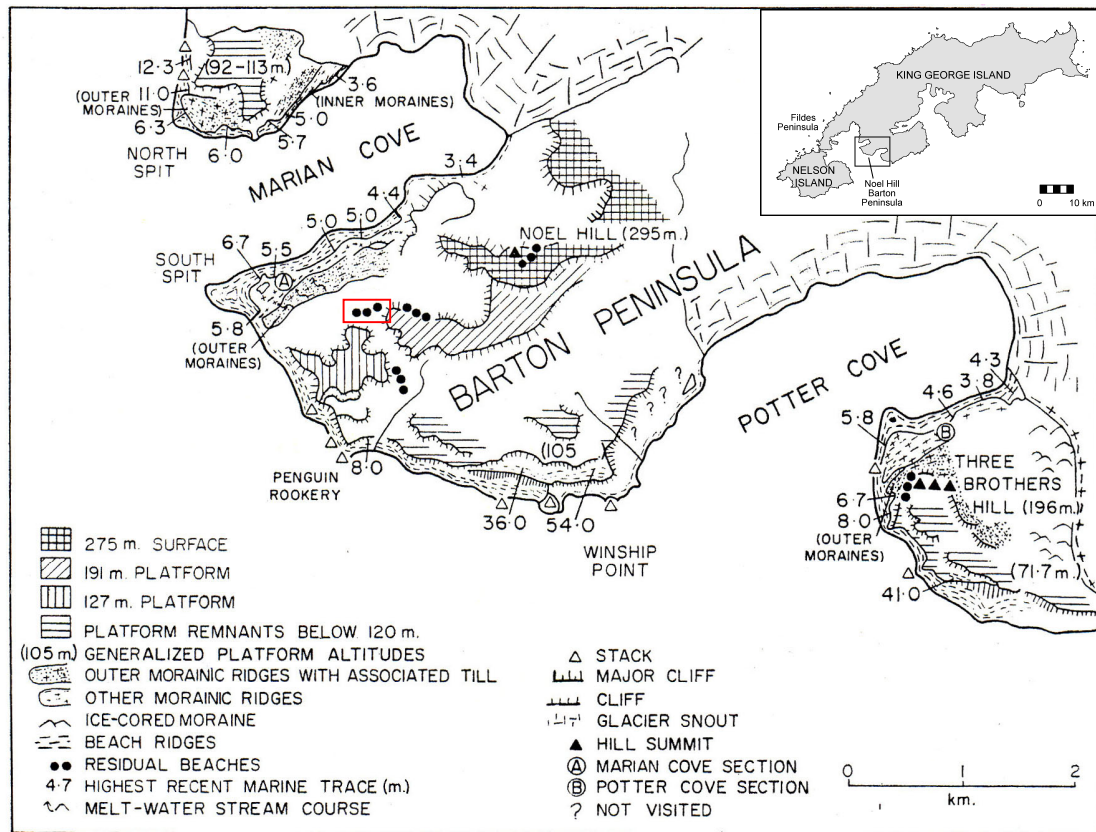 12·3
(92-113m.)
11·0
(OUTER
MORAINES)
6·3
NORTH
SPIT
6·0
5·7
5·0
(INNER MORAINES)
3·6
MARIAN COVE
3·4
4·4
5·0
5·0
6·7
5·5
SOUTH
SPIT
A
5·8
(OUTER
MORAINES)
NOEL HILL (295m.)
BARTON PENINSULA
PENGUIN
ROOKERY
8·0
(105
36·0
54·0
WINSHIP
POINT
? ? ?
?
POTTER COVE
4·3
3·8
4·6
5·8
B
THREE
BROTHERS
HILL (196m.)
6·7
8·0
(OUTER
MORAINES)
(71·7m.)
41·0
KING GEORGE ISLAND
Fildes
Peninsula
NELSON
ISLAND
Noel Hill
Barton
Peninsula
0 10 km
275 m. SURFACE
191 m. PLATFORM
127 m. PLATFORM
PLATFORM REMNANTS BELOW 120 m.
(105 m) GENERALIZED PLATFORM ALTITUDES
OUTER MORAINIC RIDGES WITH ASSOCIATED TILL
OTHER MORAINIC RIDGES
ICE-CORED MORAINE
BEACH RIDGES
RESIDUAL BEACHES
4·7 HIGHEST RECENT MARINE TRACE (m.)
MELT-WATER STREAM COURSE
STACK
MAJOR CLIFF
CLIFF
GLACIER SNOUT
HILL SUMMIT
A MARIAN COVE SECTION
B POTTER COVE SECTION
? NOT VISITED
0 1 2
km.